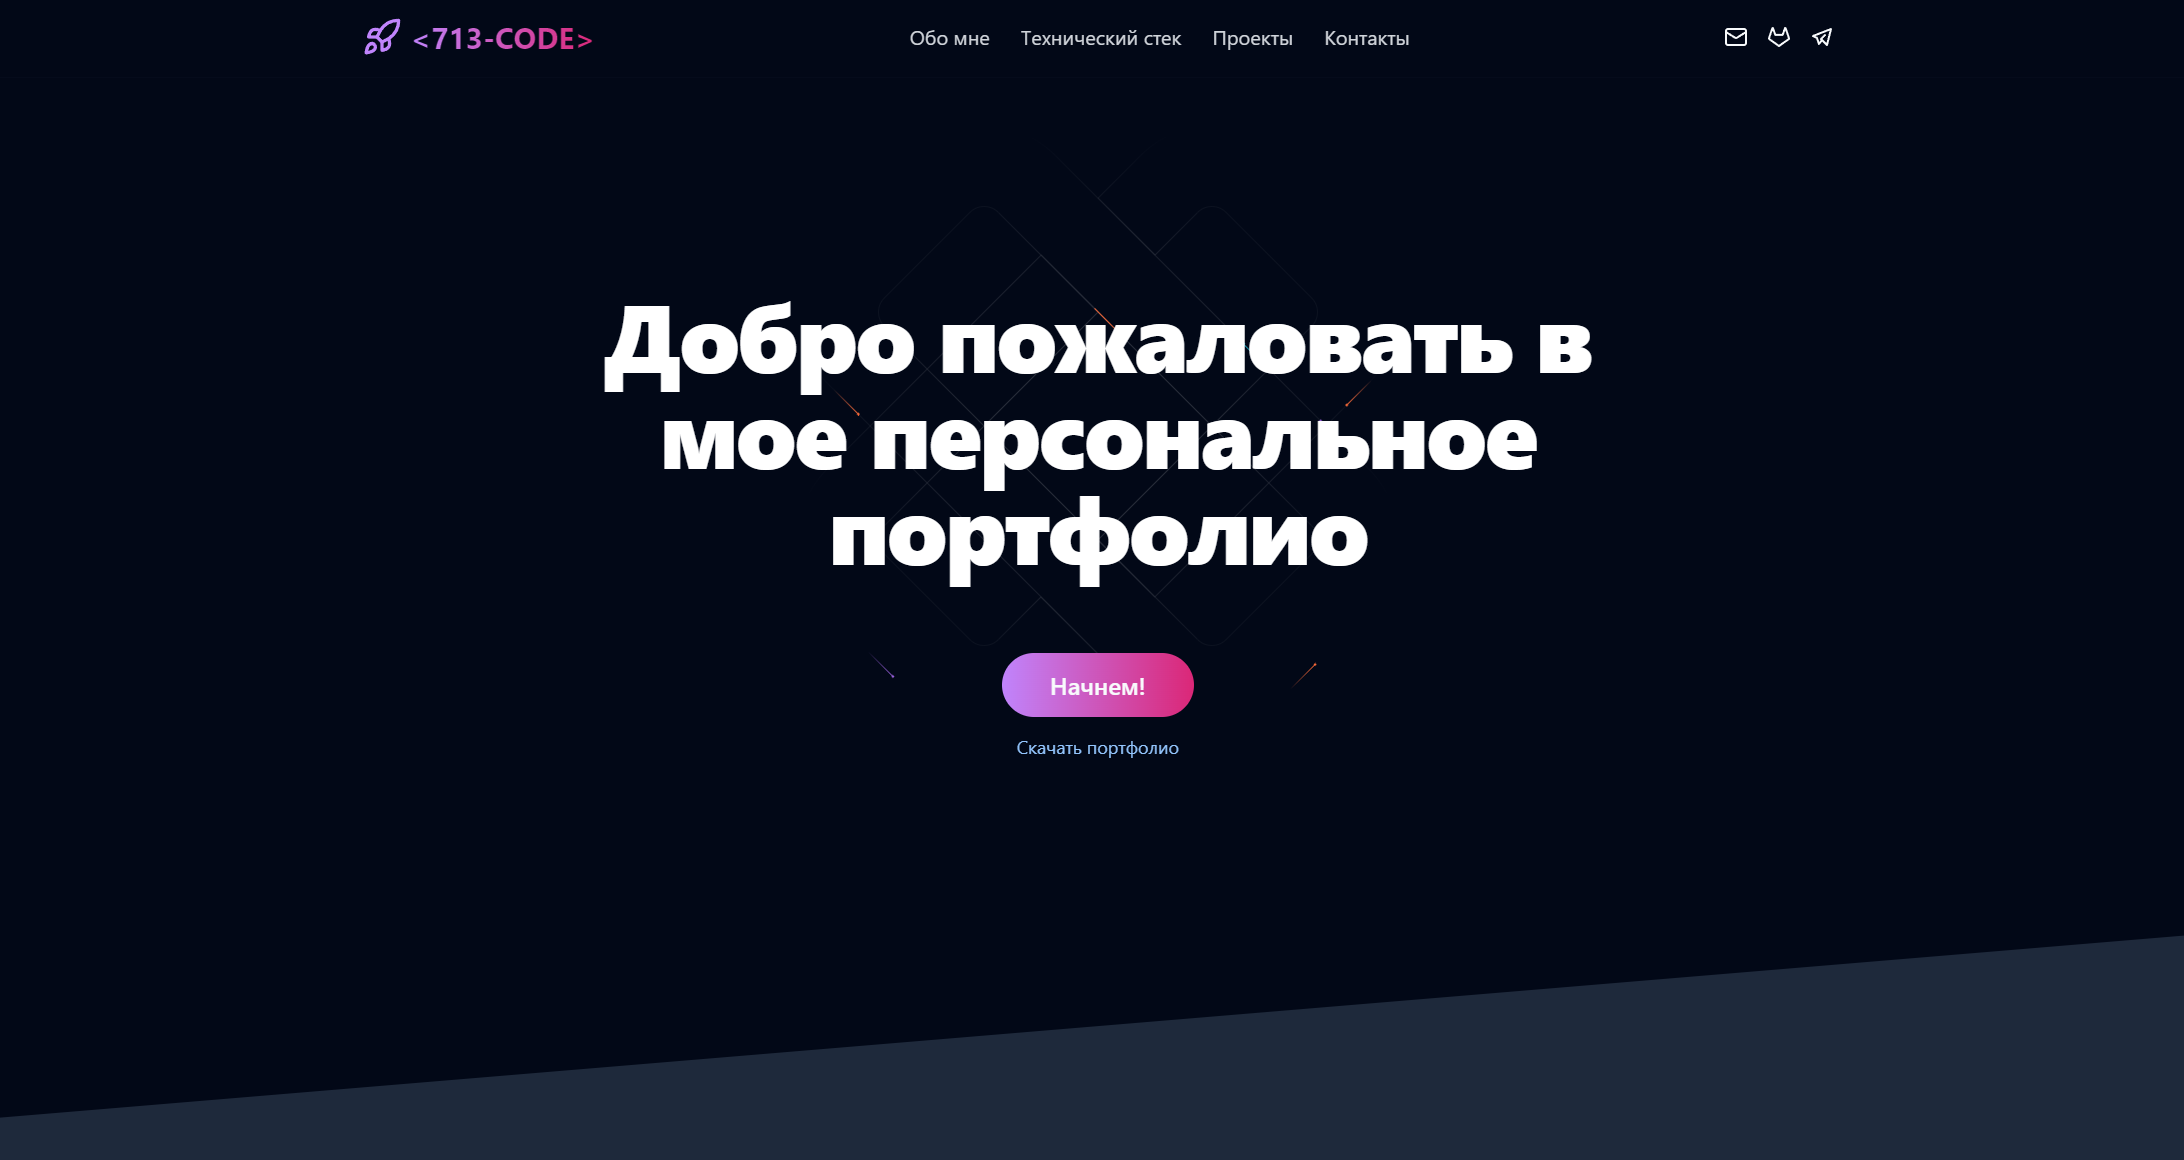 <713-CODE>
Обо мне
Технический стек
Проекты
Контакты
Добро пожаловать в
мое персональное
портфолио
Начнем!
Скачать портфолио